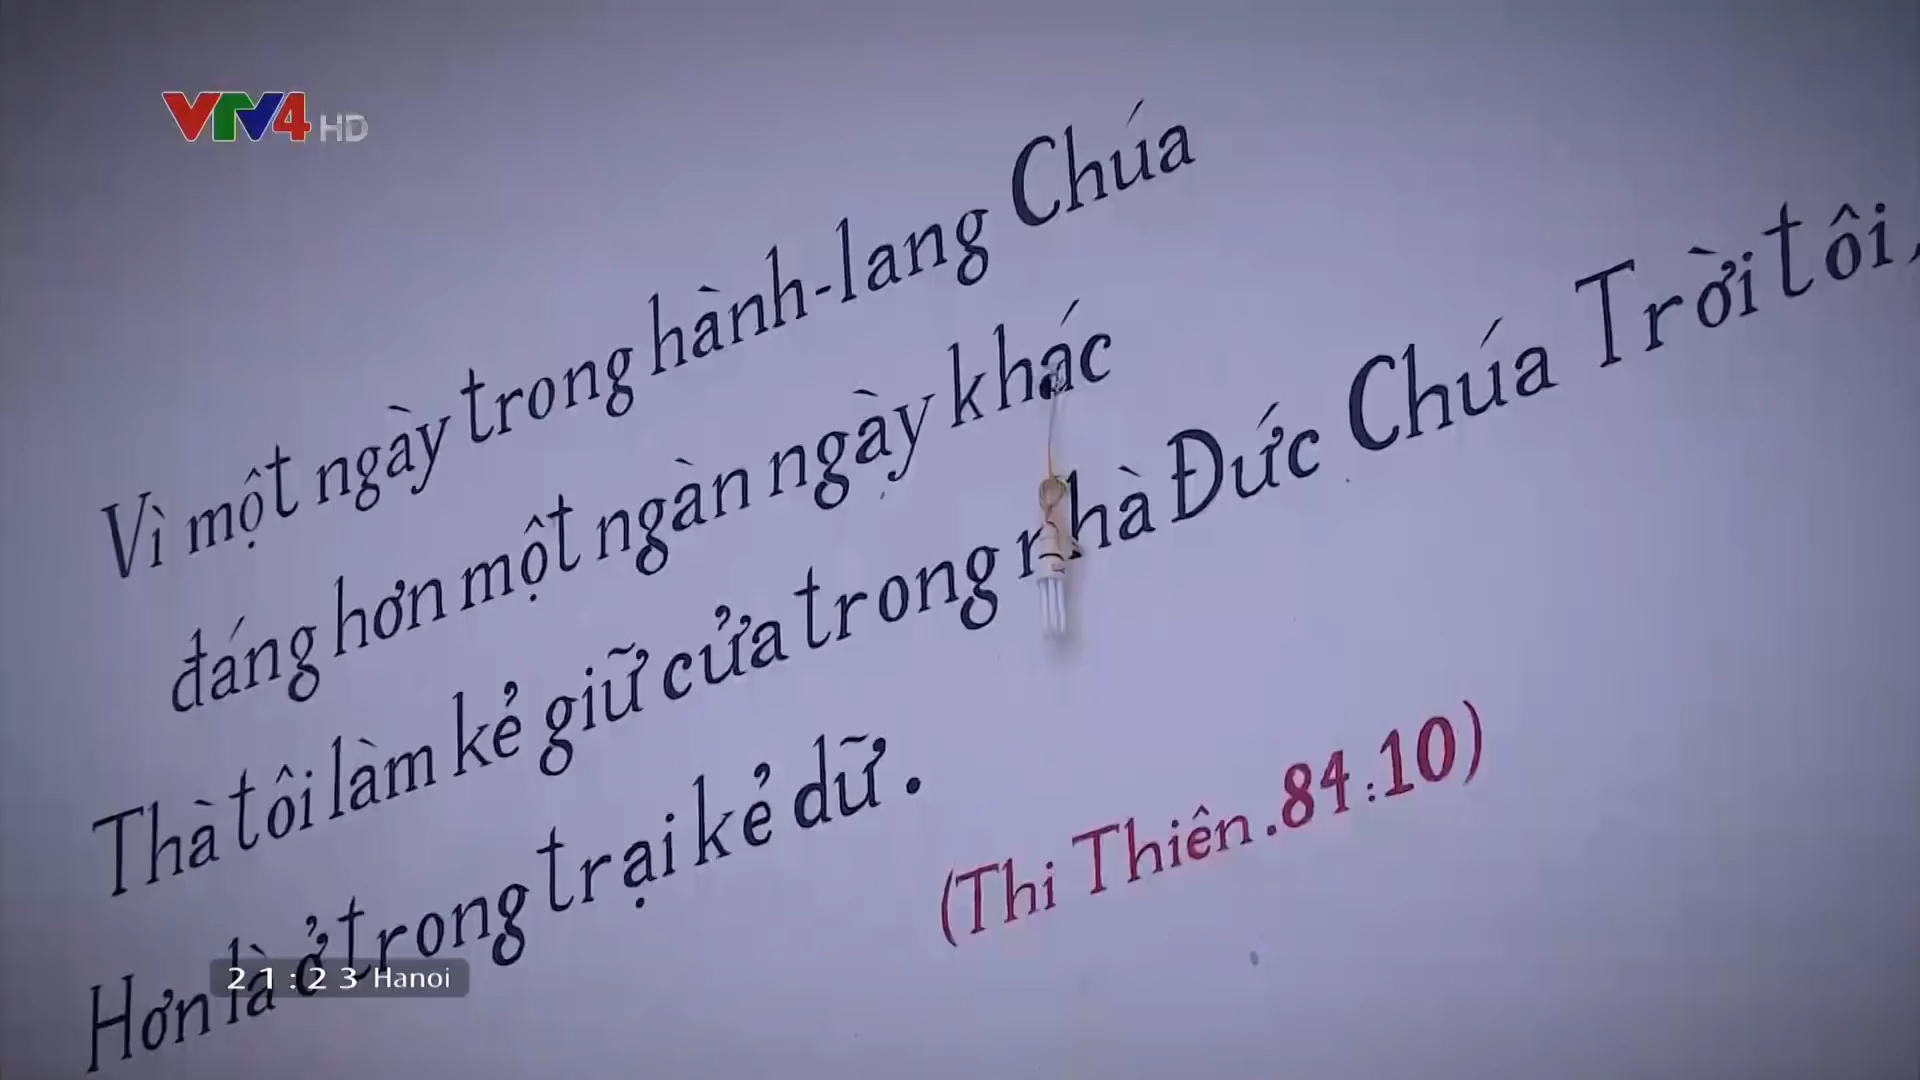 VTV4 HD
Vì một ngày trong hành-lang Chúa
đáng hơn một ngàn ngày khác
Thà tôi làm kẻ giữ cửa trong nhà Đức Chúa Trời tôi,
Hơn là ở trong trại kẻ dữ.
(Thi Thiên.84:10)
21:23 Hanoi